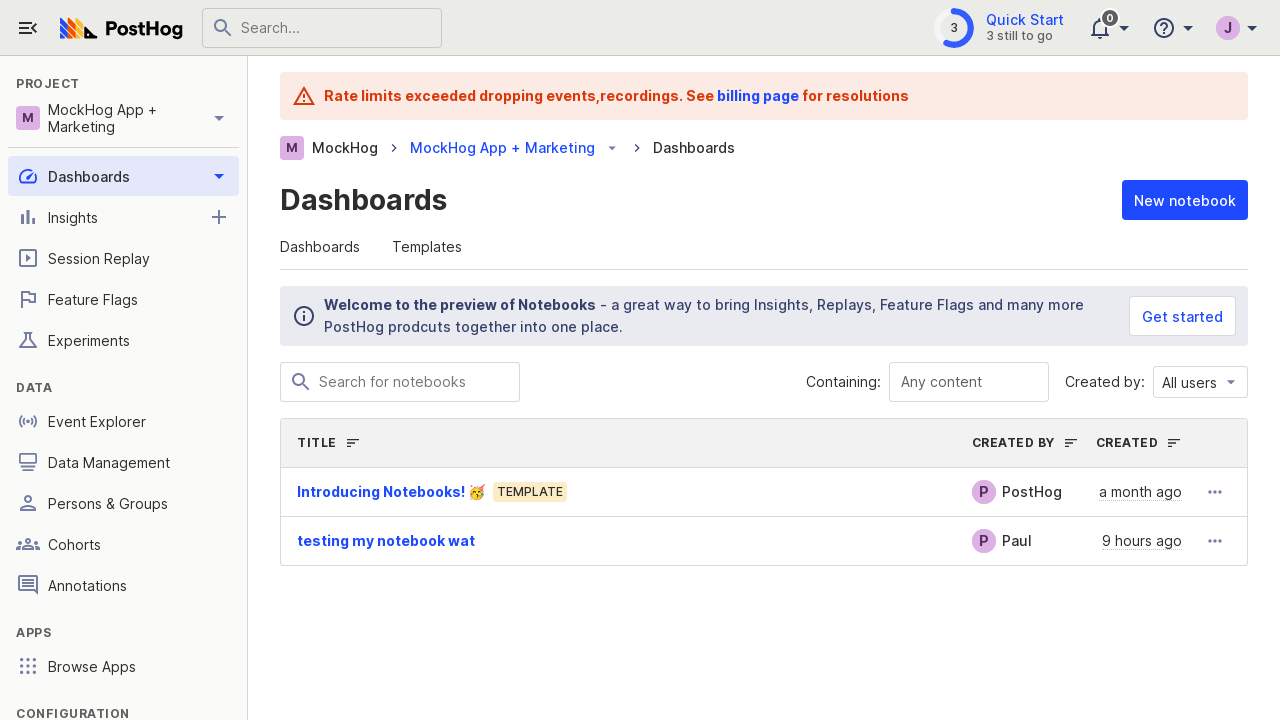 PostHog
Search...
3
Quick Start
3 still to go
0
J
PROJECT
M
MockHog App +
Marketing
Dashboards
Insights
Session Replay
Feature Flags
Experiments
DATA
Event Explorer
Data Management
Persons & Groups
Cohorts
Annotations
APPS
Browse Apps
CONFIGURATION
Rate limits exceeded dropping events,recordings. See billing page for resolutions
M MockHog MockHog App + Marketing Dashboards
Dashboards
New notebook
Dashboards Templates
Welcome to the preview of Notebooks - a great way to bring Insights, Replays, Feature Flags and many more
PostHog prodcuts together into one place.
Get started
Search for notebooks Containing: Any content Created by: All users
TITLE CREATED BY CREATED
Introducing Notebooks! 🥳 TEMPLATE P PostHog a month ago
testing my notebook wat P Paul 9 hours ago